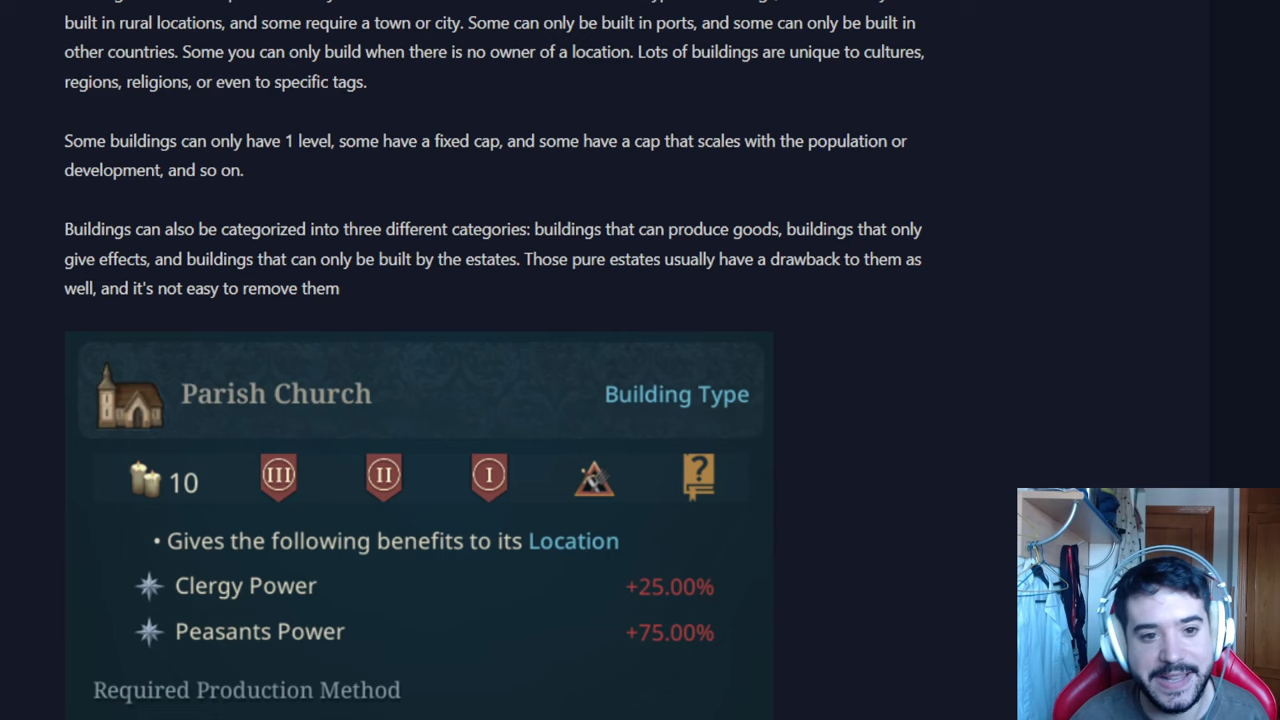 built in rural locations, and some require a town or city. Some can only be built in ports, and some can only be built in
other countries. Some you can only build when there is no owner of a location. Lots of buildings are unique to cultures,
regions, religions, or even to specific tags.
Some buildings can only have 1 level, some have a fixed cap, and some have a cap that scales with the population or
development, and so on.
Buildings can also be categorized into three different categories: buildings that can produce goods, buildings that only
give effects, and buildings that can only be built by the estates. Those pure estates usually have a drawback to them as
well, and it's not easy to remove them
Parish Church
Building Type
10 III II I ?
• Gives the following benefits to its Location
Clergy Power +25.00%
Peasants Power +75.00%
Required Production Method